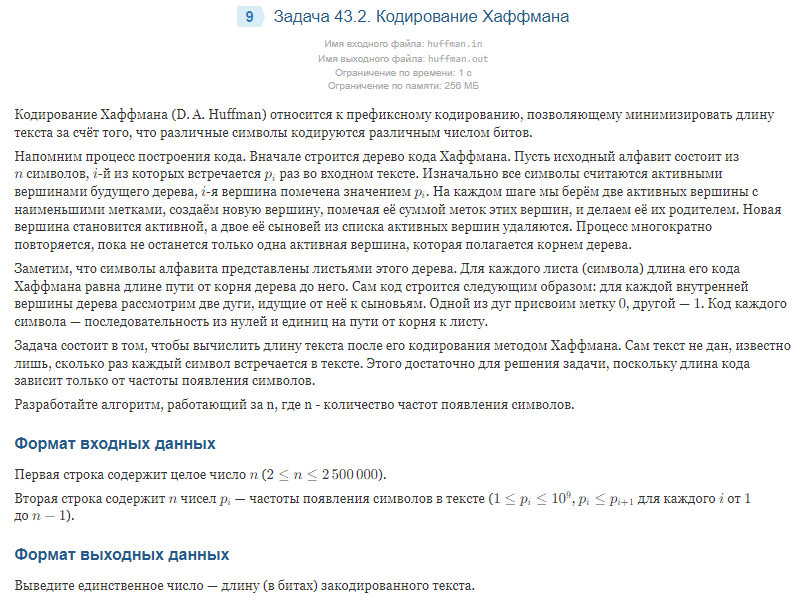 9 Задача 43.2. Кодирование Хаффмана
Имя входного файла: huffman.in
Имя выходного файла: huffman.out
Ограничение по времени: 1 с
Ограничение по памяти: 256 МБ
Кодирование Хаффмана (D. A. Huffman) относится к префиксному кодированию, позволяющему минимизировать длину
текста за счёт того, что различные символы кодируются различным числом битов.
Напомним процесс построения кода. Вначале строится дерево кода Хаффмана. Пусть исходный алфавит состоит из
n символов, i-й из которых встречается p_i раз во входном тексте. Изначально все символы считаются активными
вершинами будущего дерева, i-я вершина помечена значением p_i. На каждом шаге мы берём две активных вершины с
наименьшими метками, создаём новую вершину, помечая её суммой меток этих вершин, и делаем её их родителем. Новая
вершина становится активной, а двое её сыновей из списка активных вершин удаляются. Процесс многократно
повторяется, пока не останется только одна активная вершина, которая полагается корнем дерева.
Заметим, что символы алфавита представлены листьями этого дерева. Для каждого листа (символа) длина его кода
Хаффмана равна длине пути от корня дерева до него. Сам код строится следующим образом: для каждой внутренней
вершины дерева рассмотрим две дуги, идущие от неё к сыновьям. Одной из дуг присвоим метку 0, другой — 1. Код каждого
символа — последовательность из нулей и единиц на пути от корня к листу.
Задача состоит в том, чтобы вычислить длину текста после его кодирования методом Хаффмана. Сам текст не дан, известно
лишь, сколько раз каждый символ встречается в тексте. Этого достаточно для решения задачи, поскольку длина кода
зависит только от частоты появления символов.
Разработайте алгоритм, работающий за n, где n - количество частот появления символов.
Формат входных данных
Первая строка содержит целое число n (2 ≤ n ≤ 2 500 000).
Вторая строка содержит n чисел p_i — частоты появления символов в тексте (1 ≤ p_i ≤ 10^9, p_i ≤ p_{i+1} для каждого i от 1
до n − 1).
Формат выходных данных
Выведите единственное число — длину (в битах) закодированного текста.